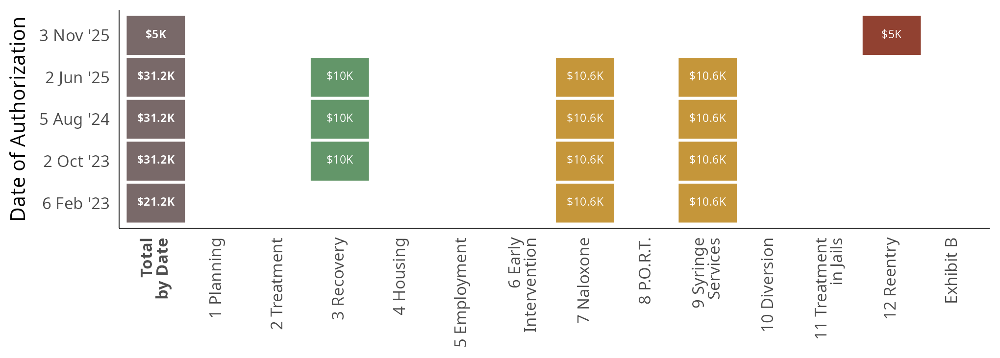 Date of Authorization
3 Nov '25 $5K $5K
2 Jun '25 $31.2K $10K $10.6K $10.6K
5 Aug '24 $31.2K $10K $10.6K $10.6K
2 Oct '23 $31.2K $10K $10.6K $10.6K
6 Feb '23 $21.2K $10.6K $10.6K
Total
by Date
1 Planning
2 Treatment
3 Recovery
4 Housing
5 Employment
6 Early
Intervention
7 Naloxone
8 P.O.R.T.
9 Syringe
Services
10 Diversion
11 Treatment
in Jails
12 Reentry
Exhibit B